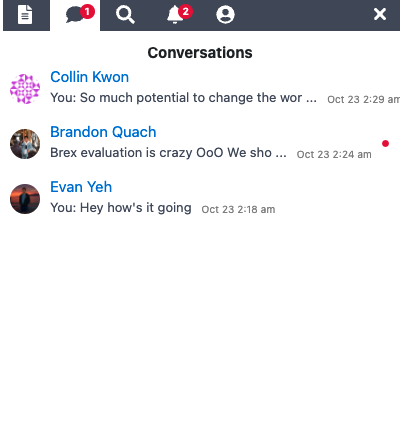 1
2
Conversations
Collin Kwon
You: So much potential to change the wor ... Oct 23 2:29 am
Brandon Quach
Brex evaluation is crazy OoO We sho ... Oct 23 2:24 am
Evan Yeh
You: Hey how's it going Oct 23 2:18 am